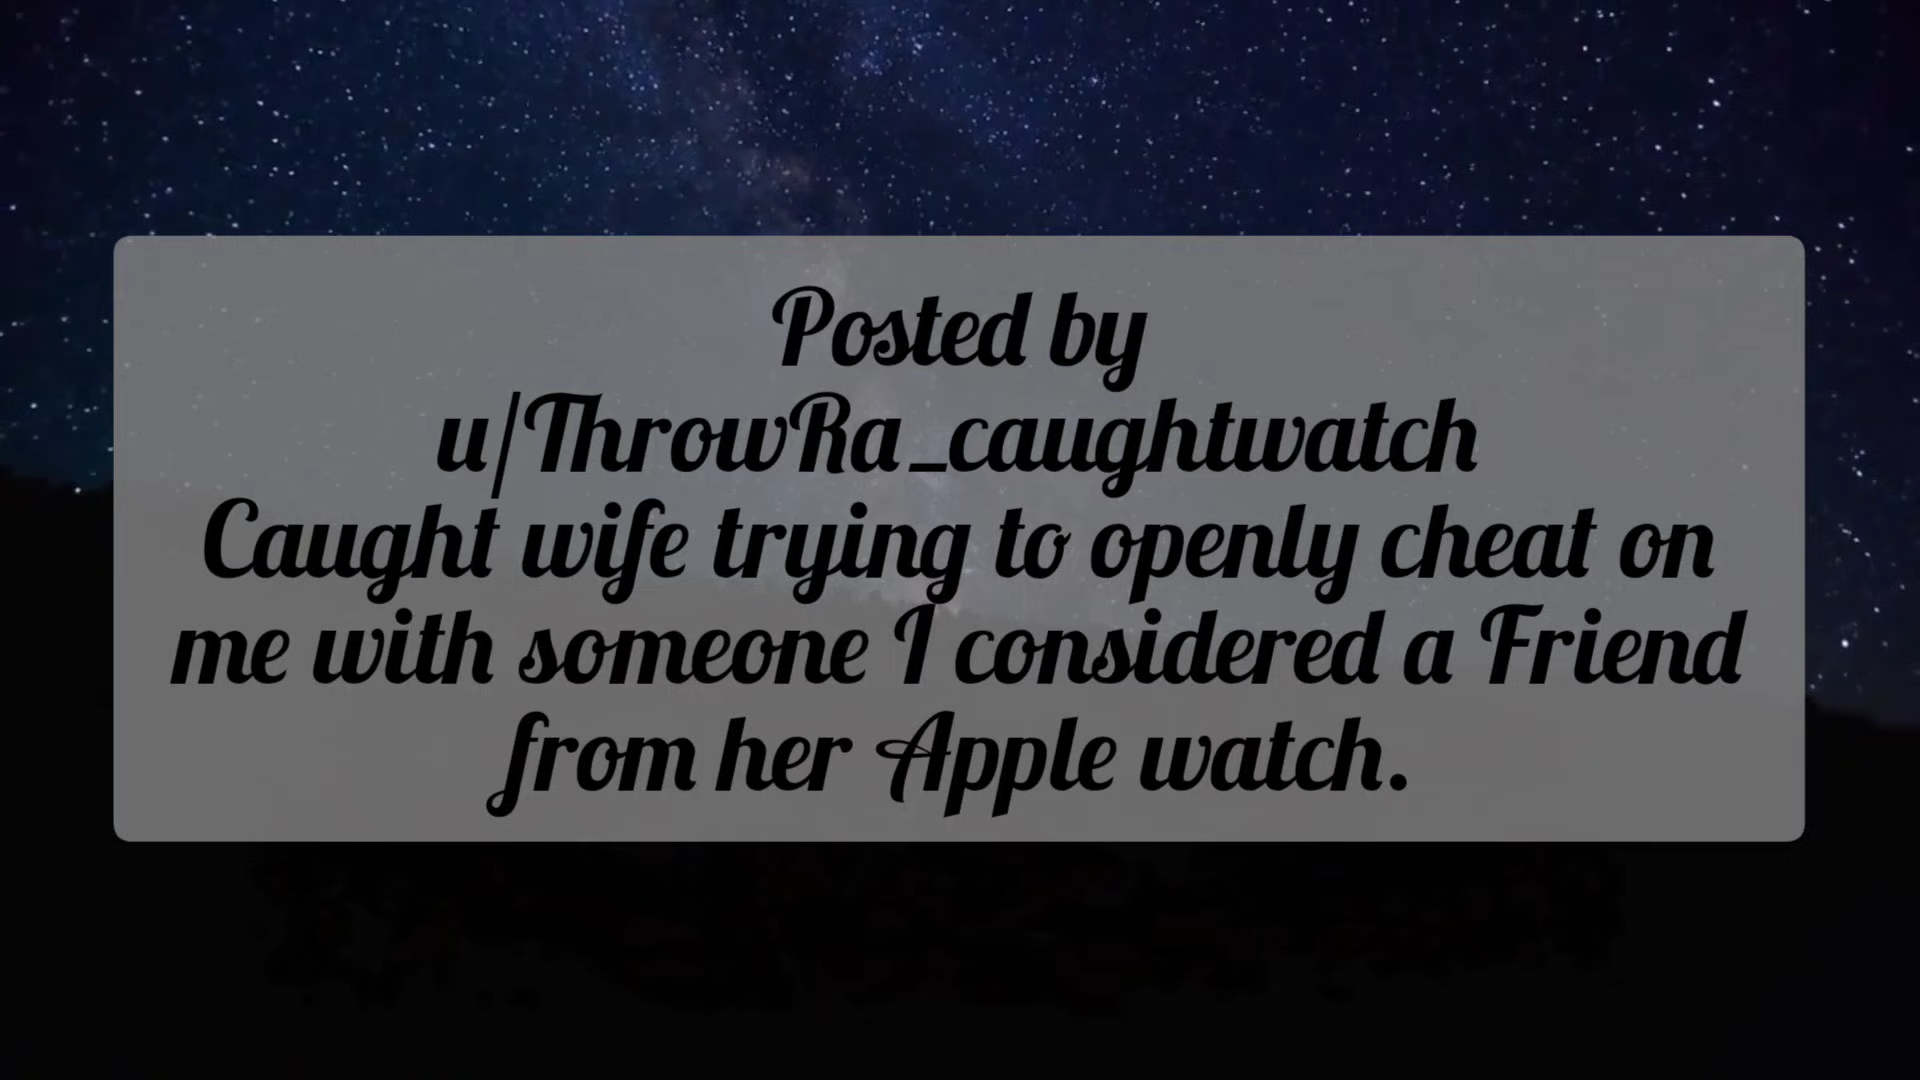 Posted by
u/ThrowRa_caughtwatch
Caught wife trying to openly cheat on
me with someone I considered a Friend
from her Apple watch.